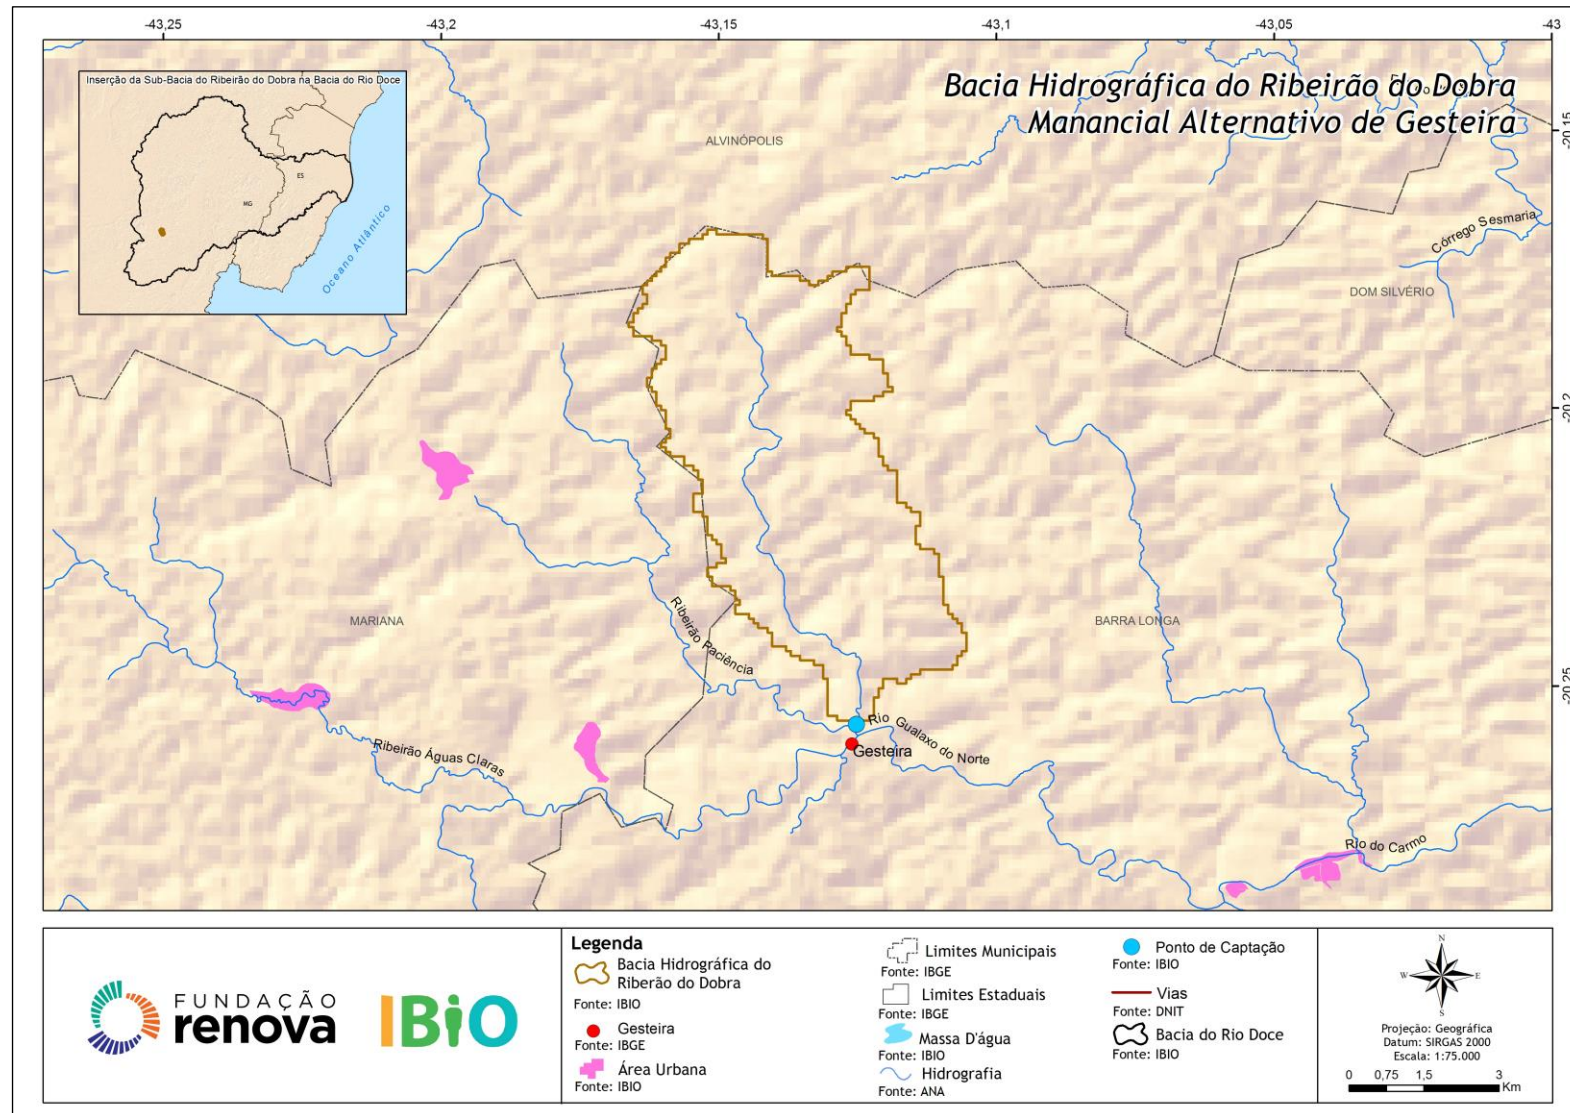 -43,25
-43,2
-43,15
-43,1
-43,05
-43
Inserção da Sub-Bacia do Ribeirão do Dobra na Bacia do Rio Doce
MG
ES
Oceano Atlântico
Bacia Hidrográfica do Ribeirão do Dobra
Manancial Alternativo de Gesteira
-20,15
-20,2
-20,25
ALVINÓPOLIS
Córrego Sesmaria
DOM SILVÉRIO
MARIANA
BARRA LONGA
Ribeirão Paciência
Rio Gualaxo do Norte
Gesteira
Ribeirão Águas Claras
Rio do Carmo
FUNDAÇÃO
renova
IBiO
Legenda
Bacia Hidrográfica do
Riberão do Dobra
Fonte: IBIO
Gesteira
Fonte: IBGE
Área Urbana
Fonte: IBIO
Limites Municipais
Fonte: IBGE
Limites Estaduais
Fonte: IBGE
Massa D'água
Fonte: IBIO
Hidrografia
Fonte: ANA
Ponto de Captação
Fonte: IBIO
Vias
Fonte: DNIT
Bacia do Rio Doce
Fonte: IBIO
N
W
E
S
Projeção: Geográfica
Datum: SIRGAS 2000
Escala: 1:75.000
0 0,75 1,5 3
Km